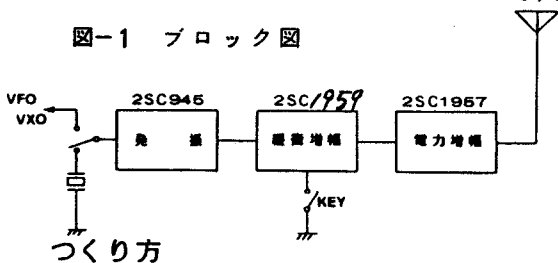 図-1 ブロック図
VFO
VXO
2SC945
2SC1959
2SC1957
発振
緩衝増幅
電力増幅
KEY
つくり方